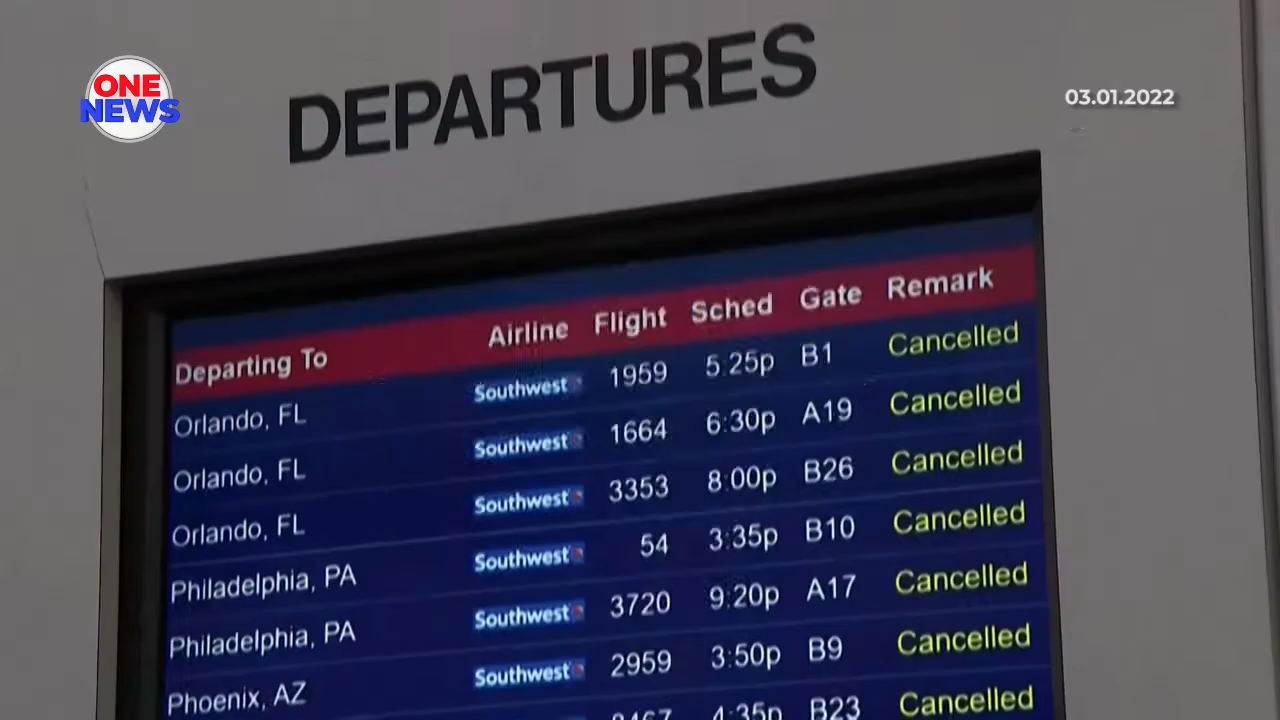 DEPARTURES
ONE
NEWS
03.01.2022
Departing To Airline Flight Sched Gate Remark
Orlando, FL Southwest 1959 5:25p B1 Cancelled
Orlando, FL Southwest 1664 6:30p A19 Cancelled
Orlando, FL Southwest 3353 8:00p B26 Cancelled
Philadelphia, PA Southwest 54 3:35p B10 Cancelled
Philadelphia, PA Southwest 3720 9:20p A17 Cancelled
Phoenix, AZ Southwest 2959 3:50p B9 Cancelled
4:35p B23 Cancelled